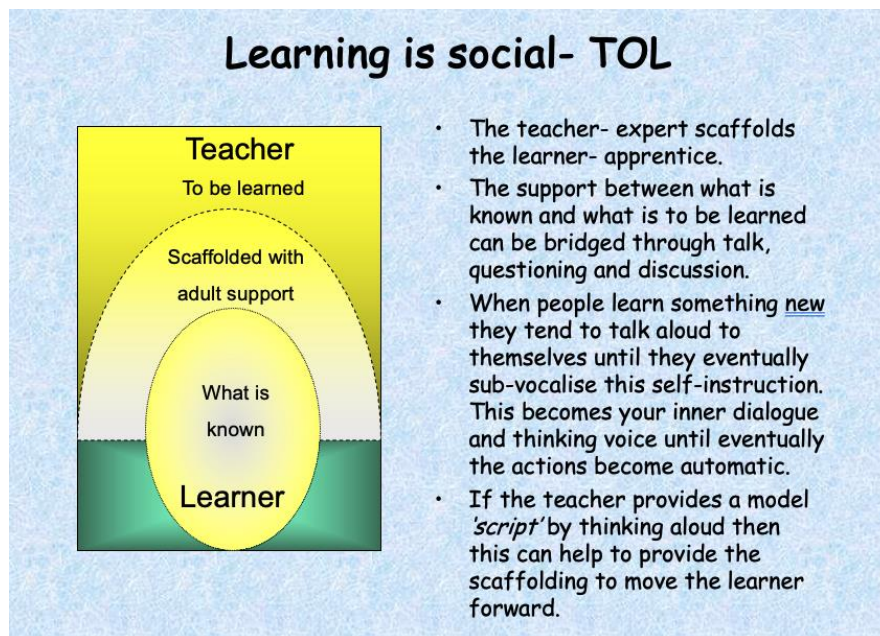 Learning is social- TOL
Teacher
To be learned
Scaffolded with
adult support
What is
known
Learner
• The teacher- expert scaffolds
the learner- apprentice.
• The support between what is
known and what is to be learned
can be bridged through talk,
questioning and discussion.
• When people learn something new
they tend to talk aloud to
themselves until they eventually
sub-vocalise this self-instruction.
This becomes your inner dialogue
and thinking voice until eventually
the actions become automatic.
• If the teacher provides a model
‘script’ by thinking aloud then
this can help to provide the
scaffolding to move the learner
forward.